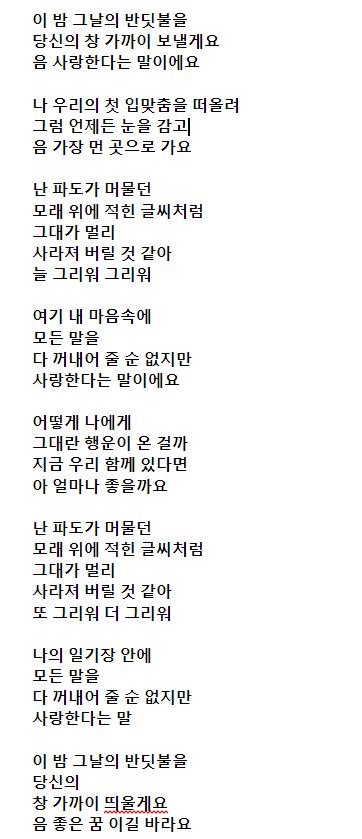 이 밤 그날의 반딧불을
당신의 창 가까이 보낼게요
음 사랑한다는 말이에요

나 우리의 첫 입맞춤을 떠올려
그럼 언제든 눈을 감고
음 가장 먼 곳으로 가요

난 파도가 머물던
모래 위에 적힌 글씨처럼
그대가 멀리
사라져 버릴 것 같아
늘 그리워 그리워

여기 내 마음속에
모든 말을
다 꺼내어 줄 순 없지만
사랑한다는 말이에요

어떻게 나에게
그대란 행운이 온 걸까
지금 우리 함께 있다면
아 얼마나 좋을까요

난 파도가 머물던
모래 위에 적힌 글씨처럼
그대가 멀리
사라져 버릴 것 같아
또 그리워 더 그리워

나의 일기장 안에
모든 말을
다 꺼내어 줄 순 없지만
사랑한다는 말

이 밤 그날의 반딧불을
당신의
창 가까이 띄울게요
음 좋은 꿈 이길 바라요